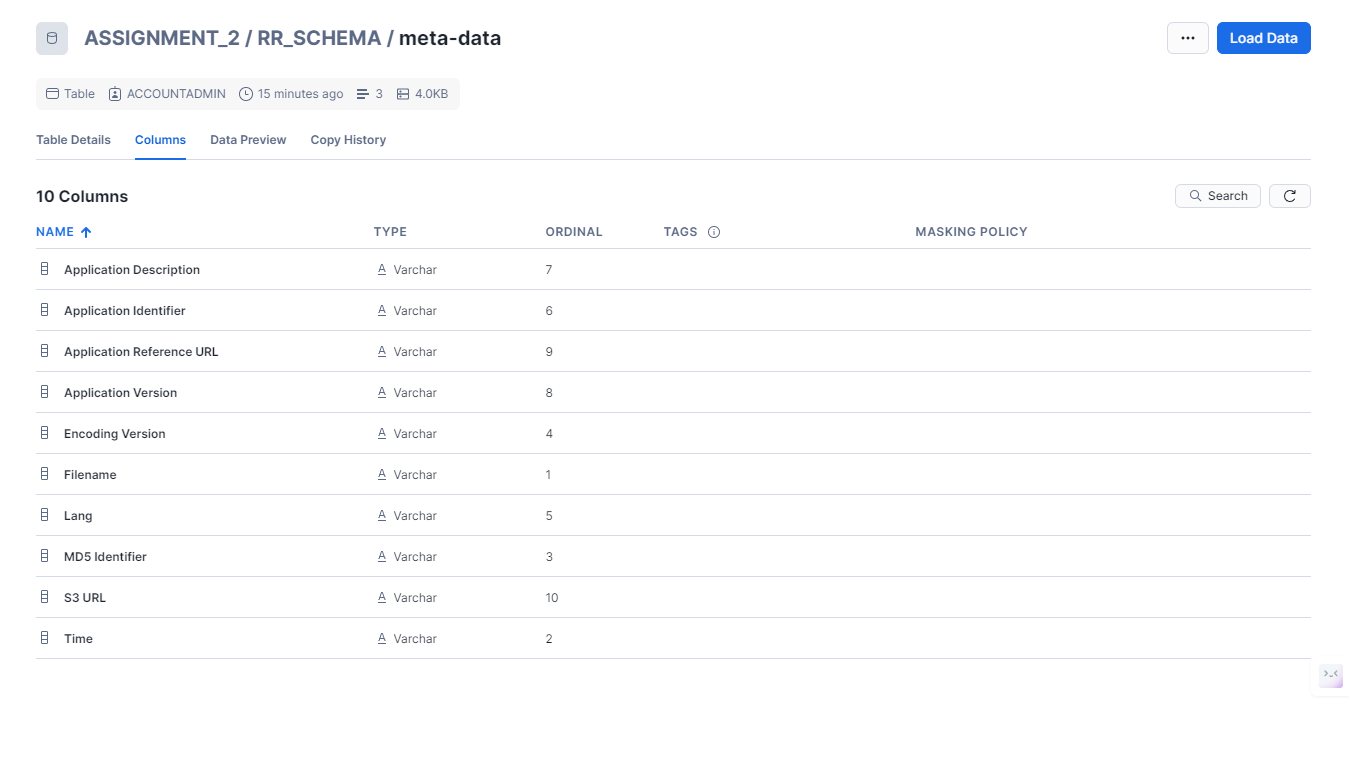 ASSIGNMENT_2 / RR_SCHEMA / meta-data
... Load Data
Table ACCOUNTADMIN 15 minutes ago 3 4.0KB
Table Details Columns Data Preview Copy History
10 Columns Search
NAME TYPE ORDINAL TAGS MASKING POLICY
Application Description A Varchar 7
Application Identifier A Varchar 6
Application Reference URL A Varchar 9
Application Version A Varchar 8
Encoding Version A Varchar 4
Filename A Varchar 1
Lang A Varchar 5
MD5 Identifier A Varchar 3
S3 URL A Varchar 10
Time A Varchar 2